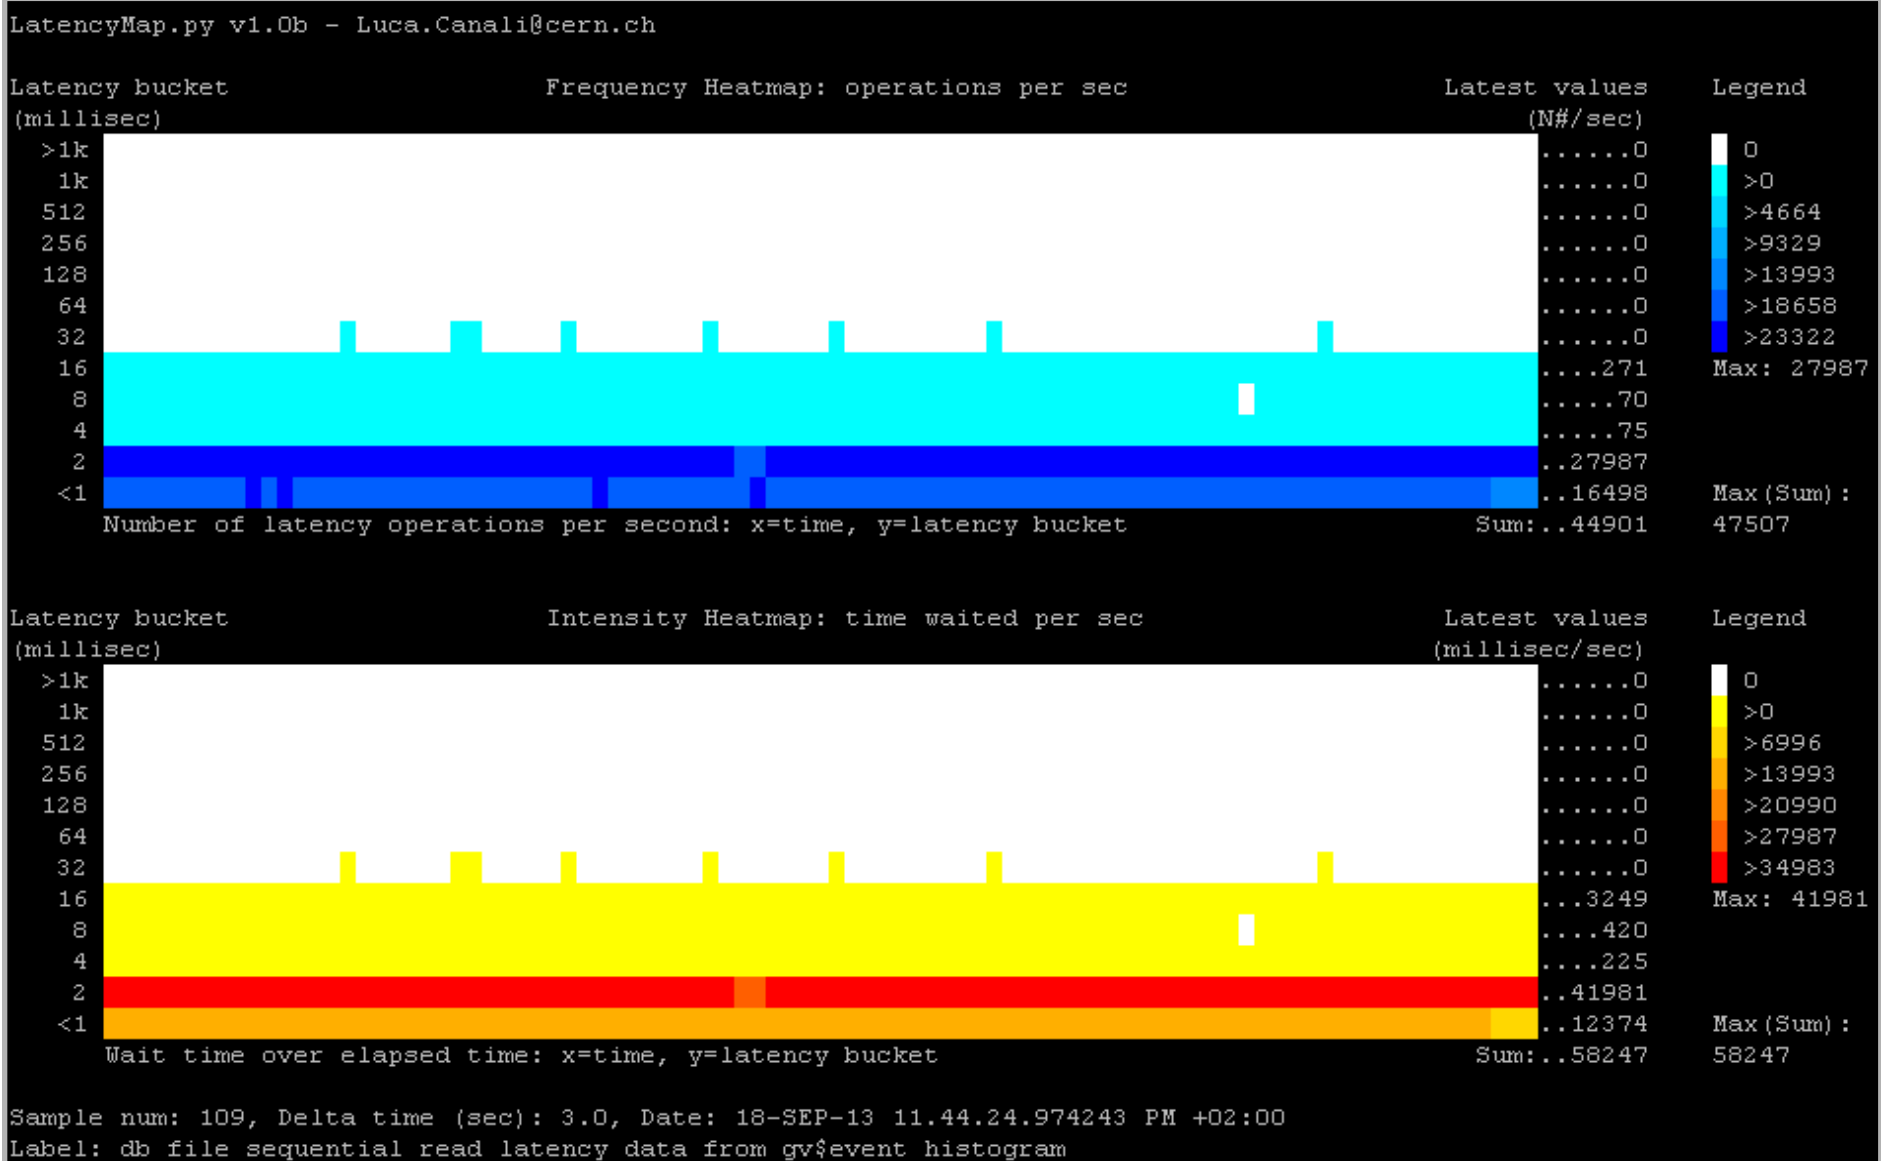 LatencyMap.py v1.0b - Luca.Canali@cern.ch
Latency bucket Frequency Heatmap: operations per sec Latest values Legend
(millisec) (N#/sec)
>1k ......0 0
1k ......0 >0
512 ......0 >4664
256 ......0 >9329
128 ......0 >13993
64 ......0 >18658
32 ......0 >23322
16 ....271 Max: 27987
8 .....70
4 .....75
2 ..27987
<1 ..16498 Max(Sum):
Number of latency operations per second: x=time, y=latency bucket Sum:..44901 47507
Latency bucket Intensity Heatmap: time waited per sec Latest values Legend
(millisec) (millisec/sec)
>1k ......0 0
1k ......0 >0
512 ......0 >6996
256 ......0 >13993
128 ......0 >20990
64 ......0 >27987
32 ......0 >34983
16 ...3249 Max: 41981
8 ....420
4 ....225
2 ..41981
<1 ..12374 Max(Sum):
Wait time over elapsed time: x=time, y=latency bucket Sum:..58247 58247
Sample num: 109, Delta time (sec): 3.0, Date: 18-SEP-13 11.44.24.974243 PM +02:00
Label: db file sequential read latency data from gv$event histogram